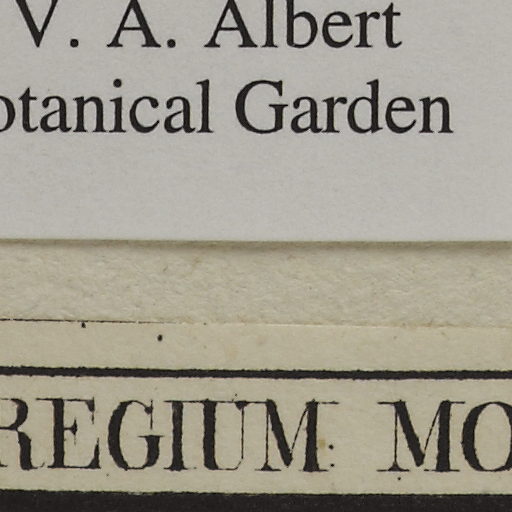 V. A. Albert
otanical Garden
REGIUM MO